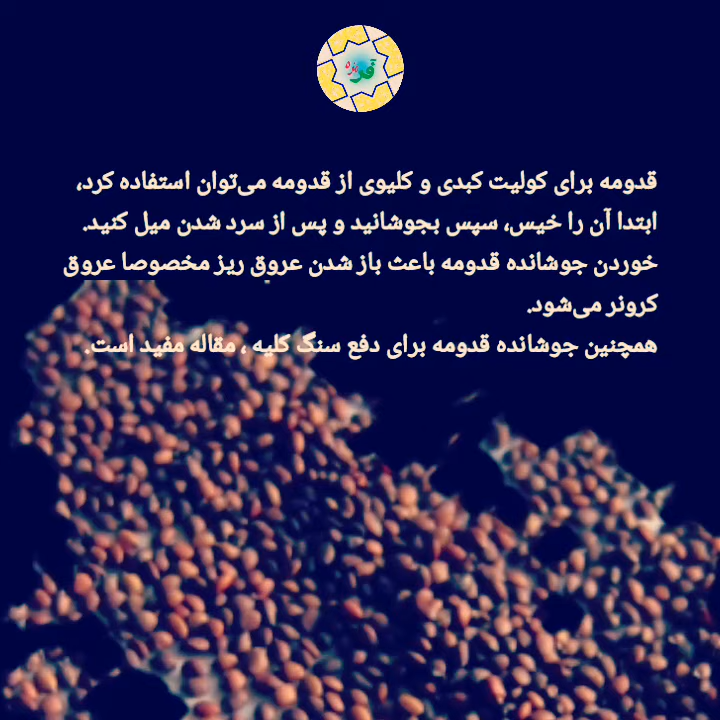 قدومه برای کولیت کبدی و کلیوی از قدومه می‌توان استفاده کرد،
ابتدا آن را خیس، سپس بجوشانید و پس از سرد شدن میل کنید.
خوردن جوشانده قدومه باعث باز شدن عروق ریز مخصوصا عروق
کرونر می‌شود.
همچنین جوشانده قدومه برای دفع سنگ کلیه ، مقاله مفید است.